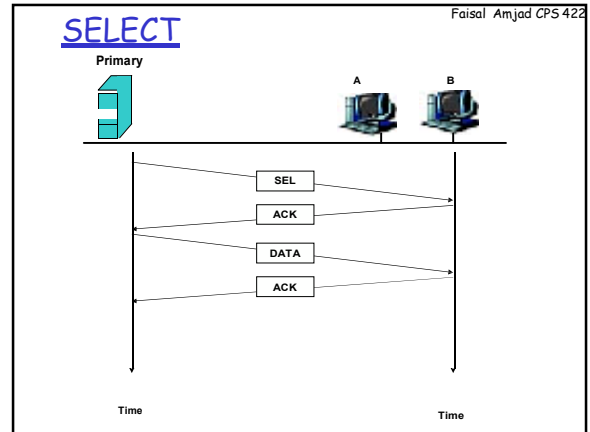 Faisal Amjad CPS 422
SELECT
Primary
A B
SEL
ACK
DATA
ACK
Time Time